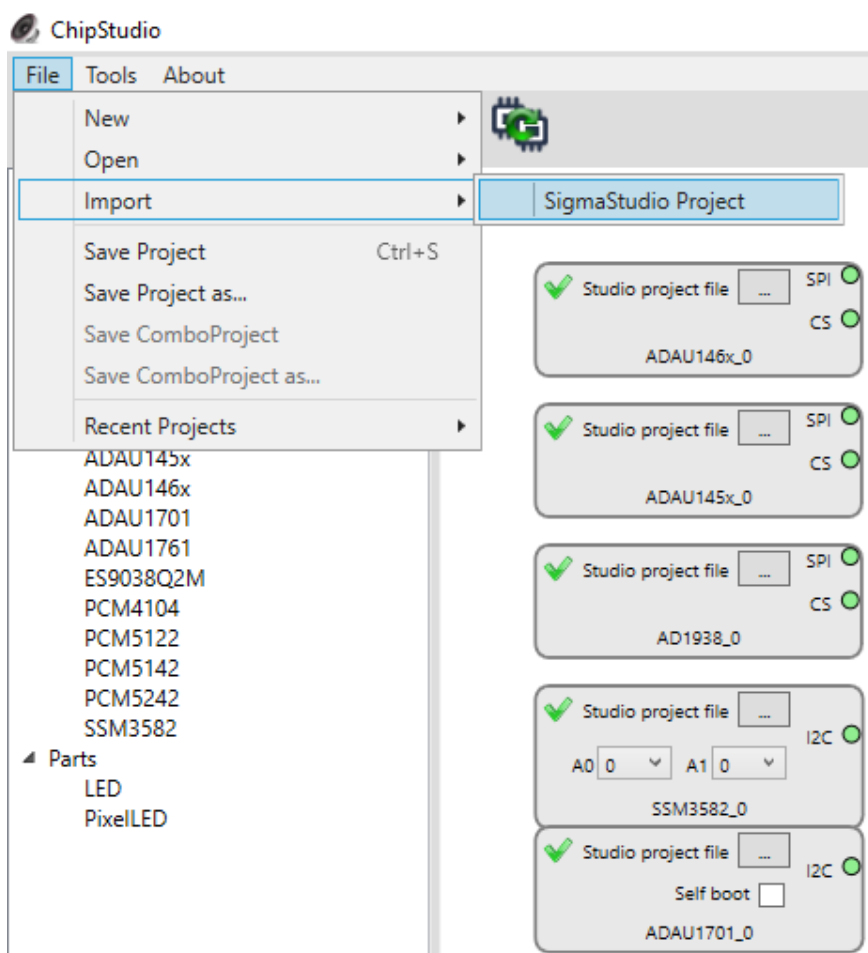 ChipStudio
File Tools About
New
Open
Import
SigmaStudio Project
Save Project Ctrl+S
Save Project as...
Save ComboProject
Save ComboProject as...
Recent Projects
ADAU145x
ADAU146x
ADAU1701
ADAU1761
ES9038Q2M
PCM4104
PCM5122
PCM5142
PCM5242
SSM3582
Parts
LED
PixelLED
Studio project file ... SPI
CS
ADAU146x_0
Studio project file ... SPI
CS
ADAU145x_0
Studio project file ... SPI
CS
AD1938_0
Studio project file ...
I2C
A0 0 A1 0
SSM3582_0
Studio project file ...
I2C
Self boot
ADAU1701_0